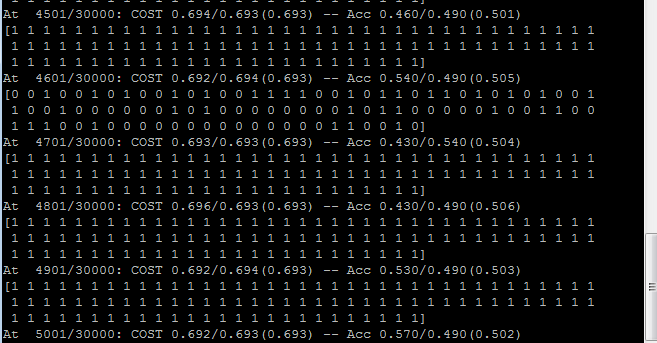 At  4501/30000: COST 0.694/0.693(0.693) -- Acc 0.460/0.490(0.501)
[1 1 1 1 1 1 1 1 1 1 1 1 1 1 1 1 1 1 1 1 1 1 1 1 1 1 1 1 1 1 1 1 1 1 1 1 1
1 1 1 1 1 1 1 1 1 1 1 1 1 1 1 1 1 1 1 1 1 1 1 1 1 1 1 1 1 1 1 1 1 1 1 1 1
1 1 1 1 1 1 1 1 1 1 1 1 1 1 1 1 1 1 1 1 1 1 1 1 1 1]
At  4601/30000: COST 0.692/0.694(0.693) -- Acc 0.540/0.490(0.505)
[0 0 1 0 0 1 0 0 0 0 1 0 1 0 0 1 1 1 1 0 0 1 0 1 1 0 1 1 0 1 0 1 0 1 0 0 1
1 0 0 1 0 0 0 0 1 0 0 0 0 0 0 0 0 0 1 0 0 1 0 1 1 0 0 0 0 0 1 0 0 1 1 0 0
1 1 1 0 0 1 0 0 0 0 0 0 0 0 0 0 0 0 0 0 1 1 0 0 1 0]
At  4701/30000: COST 0.693/0.693(0.693) -- Acc 0.430/0.540(0.504)
[1 1 1 1 1 1 1 1 1 1 1 1 1 1 1 1 1 1 1 1 1 1 1 1 1 1 1 1 1 1 1 1 1 1 1 1 1
1 1 1 1 1 1 1 1 1 1 1 1 1 1 1 1 1 1 1 1 1 1 1 1 1 1 1 1 1 1 1 1 1 1 1 1 1
1 1 1 1 1 1 1 1 1 1 1 1 1 1 1 1 1 1 1 1 1 1 1 1 1 1]
At  4801/30000: COST 0.696/0.693(0.693) -- Acc 0.430/0.490(0.506)
[1 1 1 1 1 1 1 1 1 1 1 1 1 1 1 1 1 1 1 1 1 1 1 1 1 1 1 1 1 1 1 1 1 1 1 1 1
1 1 1 1 1 1 1 1 1 1 1 1 1 1 1 1 1 1 1 1 1 1 1 1 1 1 1 1 1 1 1 1 1 1 1 1 1
1 1 1 1 1 1 1 1 1 1 1 1 1 1 1 1 1 1 1 1 1 1 1 1 1 1]
At  4901/30000: COST 0.692/0.694(0.693) -- Acc 0.530/0.490(0.503)
[1 1 1 1 1 1 1 1 1 1 1 1 1 1 1 1 1 1 1 1 1 1 1 1 1 1 1 1 1 1 1 1 1 1 1 1 1
1 1 1 1 1 1 1 1 1 1 1 1 1 1 1 1 1 1 1 1 1 1 1 1 1 1 1 1 1 1 1 1 1 1 1 1 1
1 1 1 1 1 1 1 1 1 1 1 1 1 1 1 1 1 1 1 1 1 1 1 1 1 1]
At  5001/30000: COST 0.692/0.693(0.693) -- Acc 0.570/0.490(0.502)